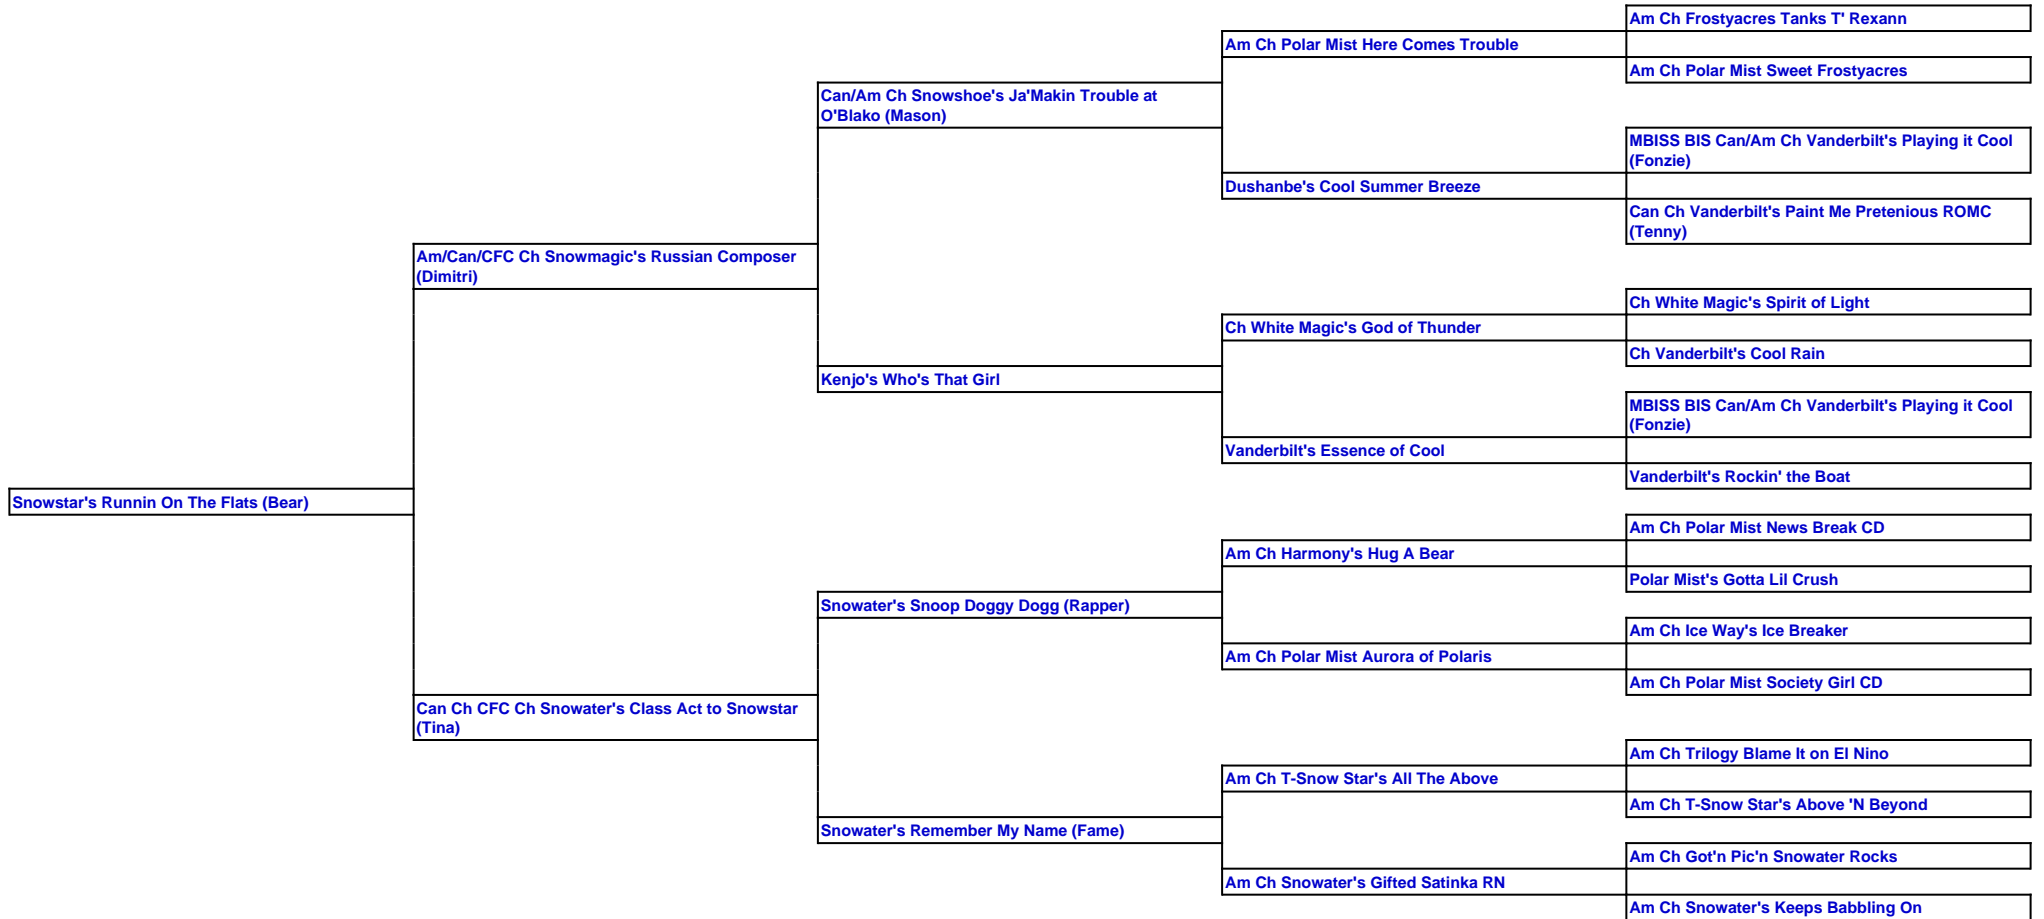 Am Ch Frostyacres Tanks T' Rexann
Am Ch Polar Mist Here Comes Trouble
Am Ch Polar Mist Sweet Frostyacres
Can/Am Ch Snowshoe's Ja'Makin Trouble at
O'Blako (Mason)
MBISS BIS Can/Am Ch Vanderbilt's Playing it Cool
(Fonzie)
Dushanbe's Cool Summer Breeze
Can Ch Vanderbilt's Paint Me Pretenious ROMC
(Tenny)
Am/Can/CFC Ch Snowmagic's Russian Composer
(Dimitri)
Ch White Magic's Spirit of Light
Ch White Magic's God of Thunder
Ch Vanderbilt's Cool Rain
Kenjo's Who's That Girl
MBISS BIS Can/Am Ch Vanderbilt's Playing it Cool
(Fonzie)
Vanderbilt's Essence of Cool
Vanderbilt's Rockin' the Boat
Snowstar's Runnin On The Flats (Bear)
Am Ch Polar Mist News Break CD
Am Ch Harmony's Hug A Bear
Polar Mist's Gotta Lil Crush
Snowater's Snoop Doggy Dogg (Rapper)
Am Ch Ice Way's Ice Breaker
Am Ch Polar Mist Aurora of Polaris
Am Ch Polar Mist Society Girl CD
Can Ch CFC Ch Snowater's Class Act to Snowstar
(Tina)
Am Ch Trilogy Blame It on El Nino
Am Ch T-Snow Star's All The Above
Am Ch T-Snow Star's Above 'N Beyond
Snowater's Remember My Name (Fame)
Am Ch Got'n Pic'n Snowater Rocks
Am Ch Snowater's Gifted Satinka RN
Am Ch Snowater's Keeps Babbling On